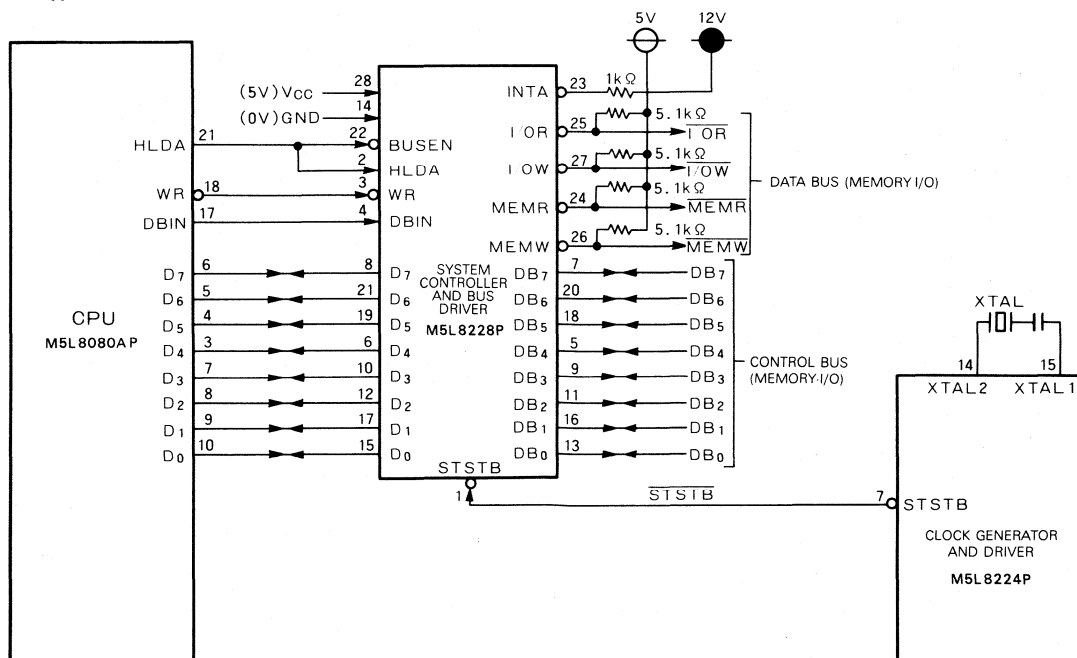 5V 12V
28
(5V) VCC
14
(0V) GND
23
INTA
1kΩ
5.1kΩ
25
I/OR
I OR
HLDA
21
22
BUSEN
2
HLDA
5.1kΩ
27
I OW
I/OW
WR
18
3
WR
DATA BUS (MEMORY I/O)
5.1kΩ
24
MEMR
MEMR
DBIN
17
4
DBIN
5.1kΩ
26
MEMW
MEMW
D7 6 8 D7
DB7 7 DB7
D6 5 21 D6
DB6 20 DB6
D5 4 19 D5
DB5 18 DB5
D4 3 6 D4
DB4 5 DB4
D3 7 10 D3
DB3 9 DB3
D2 8 12 D2
DB2 11 DB2
D1 9 17 D1
DB1 16 DB1
D0 10 15 D0
DB0 13 DB0
CPU
M5L8080AP
SYSTEM
CONTROLLER
AND BUS
DRIVER
M5L8228P
CONTROL BUS
(MEMORY·I/O)
STSTB
1
STSTB
XTAL
14 15
XTAL2 XTAL1
7
STSTB
CLOCK GENERATOR
AND DRIVER
M5L8224P